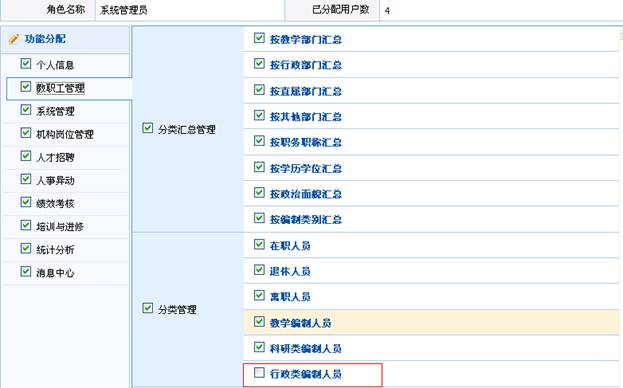 角色名称 系统管理员 已分配用户数 4
功能分配
个人信息
教职工管理
系统管理
机构岗位管理
人才招聘
人事异动
绩效考核
培训与进修
统计分析
消息中心
分类汇总管理
按教学部门汇总
按行政部门汇总
按直属部门汇总
按其他部门汇总
按职务职称汇总
按学历学位汇总
按政治面貌汇总
按编制类别汇总
分类管理
在职人员
退休人员
离职人员
教学编制人员
科研类编制人员
行政类编制人员